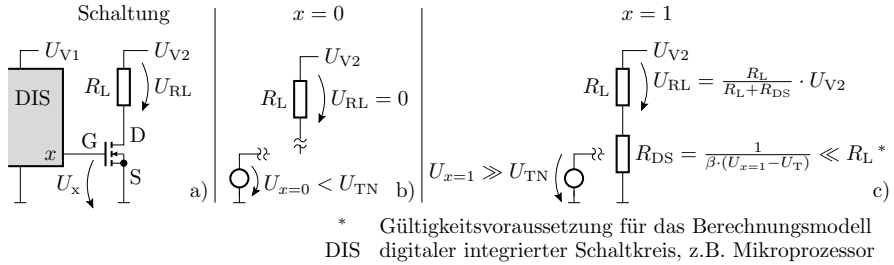 Schaltung
U_V1
U_V2
DIS
R_L
U_RL
x
G
D
S
U_x
a)
x = 0
U_V2
R_L
U_RL = 0
U_x=0 < U_TN
b)
x = 1
U_V2
R_L
U_RL = R_L / (R_L+R_DS) · U_V2
R_DS = 1 / (β·(U_x=1−U_T)) ≪ R_L *
U_x=1 ≫ U_TN
c)
* Gültigkeitsvoraussetzung für das Berechnungsmodell
DIS digitaler integrierter Schaltkreis, z.B. Mikroprozessor